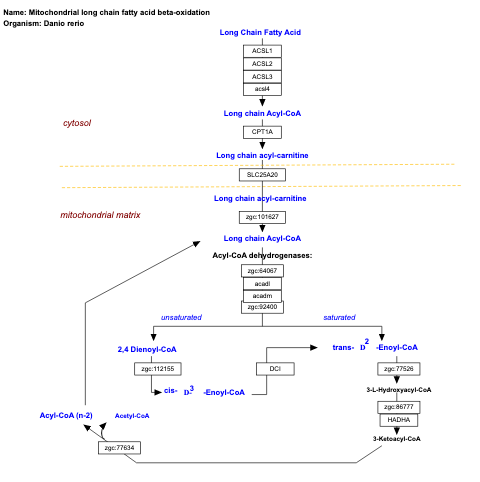 Name: Mitochondrial long chain fatty acid beta-oxidation
Organism: Danio rerio
Long Chain Fatty Acid
ACSL1
ACSL2
ACSL3
acsl4
Long chain Acyl-CoA
cytosol
CPT1A
Long chain acyl-carnitine
SLC25A20
Long chain acyl-carnitine
mitochondrial matrix
zgc:101627
Long chain Acyl-CoA
Acyl-CoA dehydrogenases:
zgc:64067
acadl
acadm
zgc:92400
unsaturated
saturated
2,4 Dienoyl-CoA
trans- D2 -Enoyl-CoA
zgc:112155
DCI
zgc:77526
cis- D-3 -Enoyl-CoA
3-L-Hydroxyacyl-CoA
zgc:86777
HADHA
Acyl-CoA (n-2)
Acetyl-CoA
3-Ketoacyl-CoA
zgc:77634